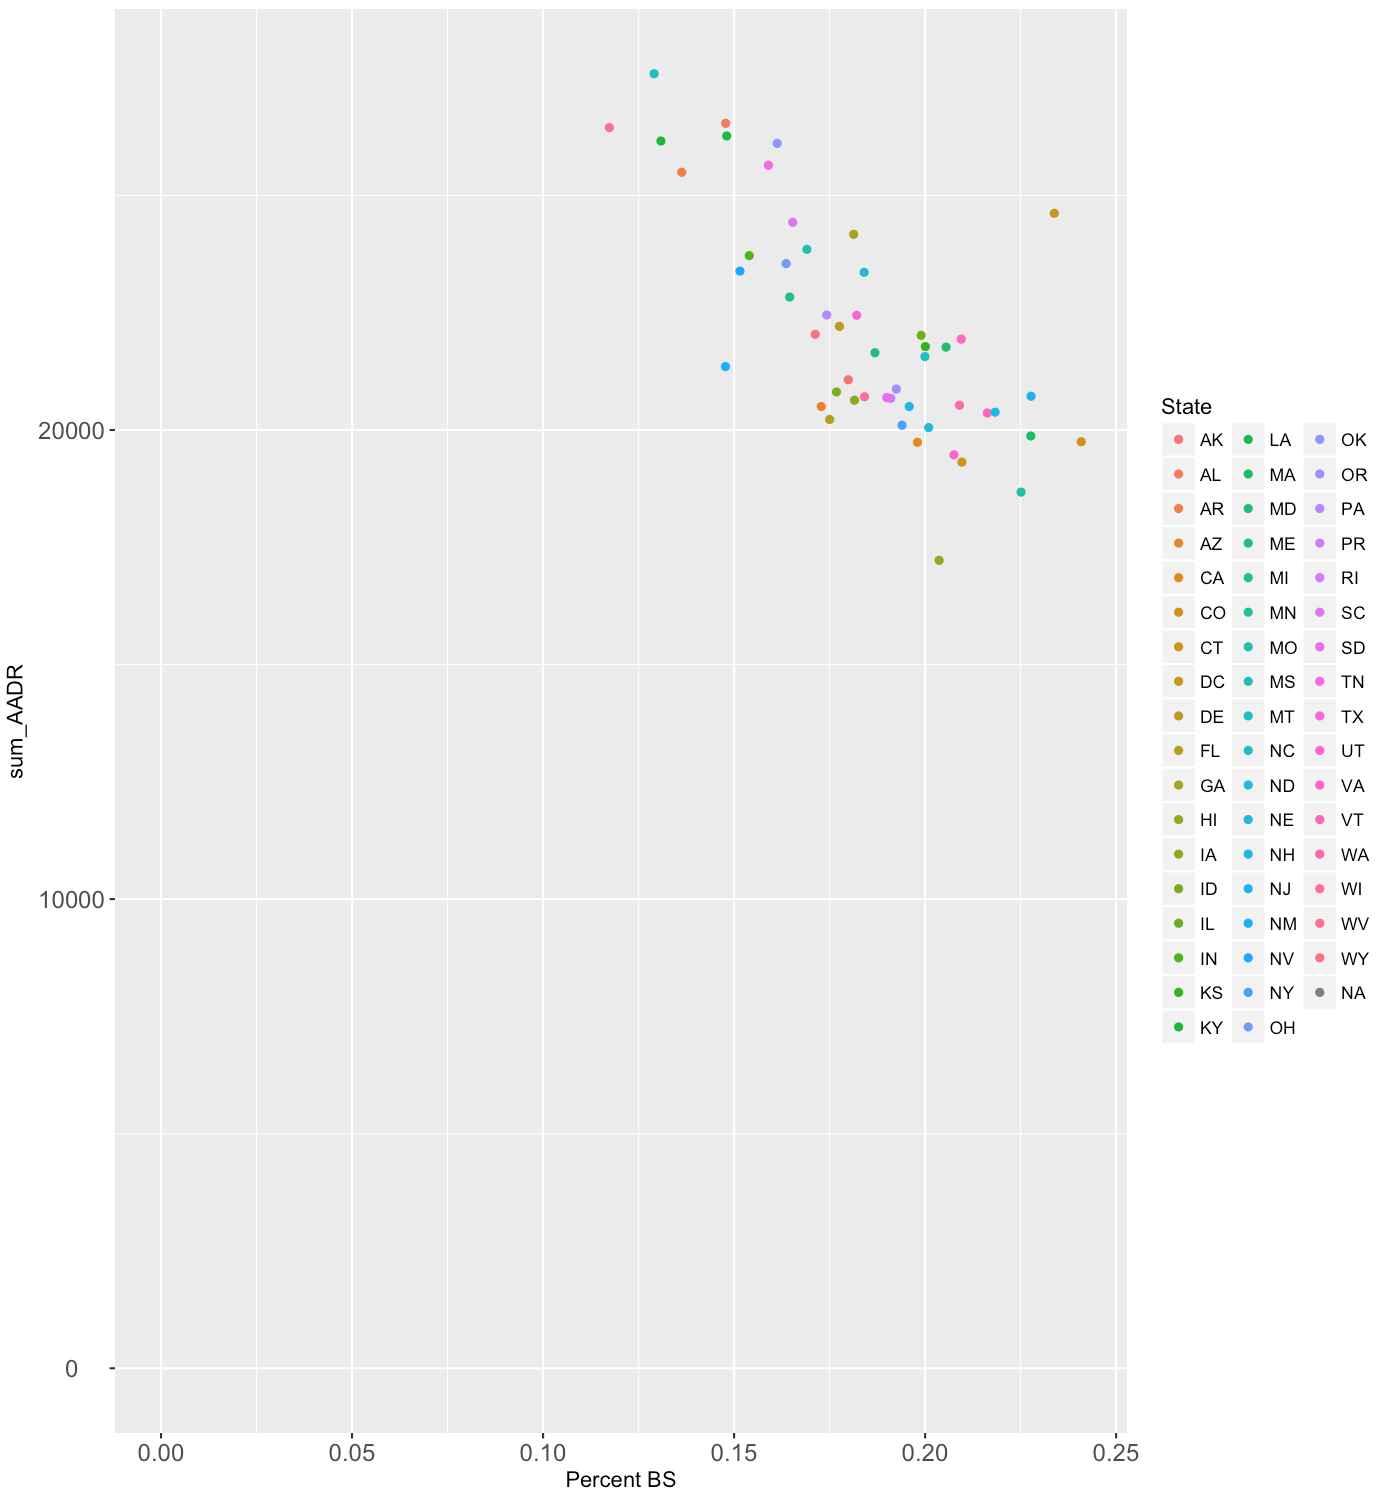 sum_AADR
20000
10000
0
0.00 0.05 0.10 0.15 0.20 0.25
Percent BS
State
AK LA OK
AL MA OR
AR MD PA
AZ ME PR
CA MI RI
CO MN SC
CT MO SD
DC MS TN
DE MT TX
FL NC UT
GA ND VA
HI NE VT
IA NH WA
ID NJ WI
IL NM WV
IN NV WY
KS NY NA
KY OH